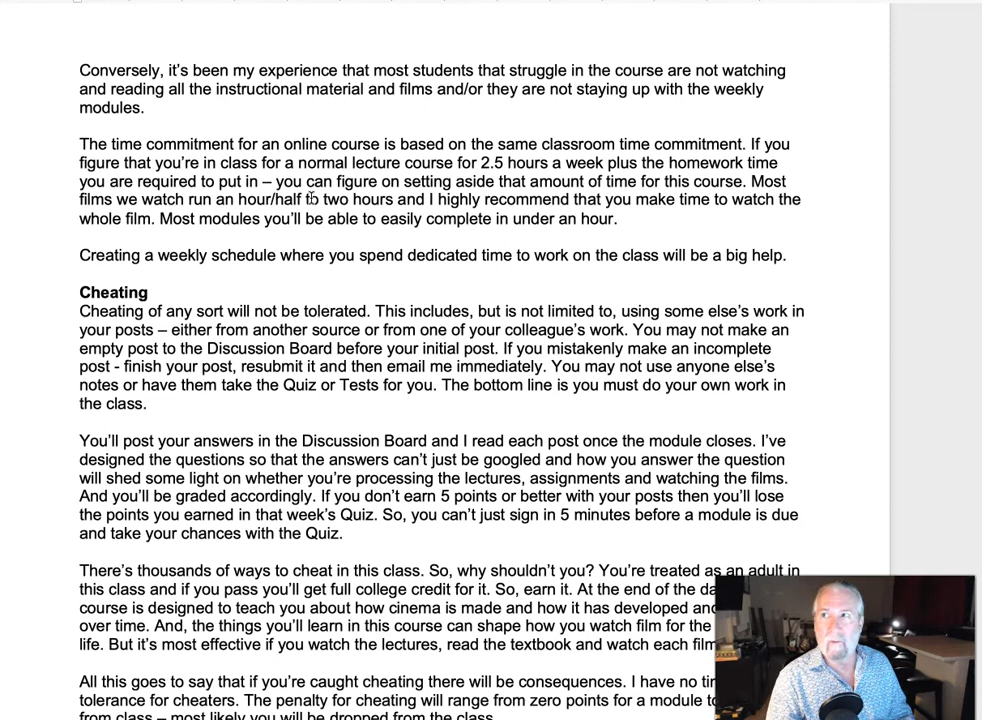 Conversely, it's been my experience that most students that struggle in the course are not watching
and reading all the instructional material and films and/or they are not staying up with the weekly
modules.
The time commitment for an online course is based on the same classroom time commitment. If you
figure that you're in class for a normal lecture course for 2.5 hours a week plus the homework time
you are required to put in – you can figure on setting aside that amount of time for this course. Most
films we watch run an hour/half to two hours and I highly recommend that you make time to watch the
whole film. Most modules you'll be able to easily complete in under an hour.
Creating a weekly schedule where you spend dedicated time to work on the class will be a big help.
Cheating
Cheating of any sort will not be tolerated. This includes, but is not limited to, using some else's work in
your posts – either from another source or from one of your colleague's work. You may not make an
empty post to the Discussion Board before your initial post. If you mistakenly make an incomplete
post - finish your post, resubmit it and then email me immediately. You may not use anyone else's
notes or have them take the Quiz or Tests for you. The bottom line is you must do your own work in
the class.
You'll post your answers in the Discussion Board and I read each post once the module closes. I've
designed the questions so that the answers can't just be googled and how you answer the question
will shed some light on whether you're processing the lectures, assignments and watching the films.
And you'll be graded accordingly. If you don't earn 5 points or better with your posts then you'll lose
the points you earned in that week's Quiz. So, you can't just sign in 5 minutes before a module is due
and take your chances with the Quiz.
There's thousands of ways to cheat in this class. So, why shouldn't you? You're treated as an adult in
this class and if you pass you'll get full college credit for it. So, earn it. At the end of the
course is designed to teach you about how cinema is made and how it has developed
over time. And, the things you'll learn in this course can shape how you watch film for the
life. But it's most effective if you watch the lectures, read the textbook and watch each
All this goes to say that if you're caught cheating there will be consequences. I have no
tolerance for cheaters. The penalty for cheating will range from zero points for a module
from class – most likely you will be dropped from the class.